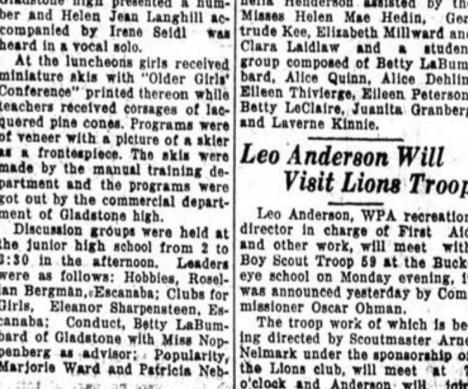 Gladstone high presented a num-
ber and Helen Jean Langhill ac-
companied by Irene Seidl was
heard in a vocal solo.
At the luncheons girls received
miniature skis with "Older Girls'
Conference" printed thereon while
teachers received corsages of lac-
quered pine cones. Programs were
of veneer with a picture of a skier
as a frontespiece. The skis were
made by the manual training de-
partment and the programs were
got out by the commercial depart-
ment of Gladstone high.
Discussion groups were held at
the junior high school from 2 to
3:30 in the afternoon. Leaders
were as follows: Hobbies, Rosel-
ian Bergman, Escanaba; Clubs for
Girls, Eleanor Sharpensteen, Es-
canaba; Conduct, Betty LaBum-
bard of Gladstone with Miss Nop-
penberg as advisor; Popularity,
Marjorie Ward and Patricia Neb-
Henderson assisted by the
Misses Helen Mae Hedin, Ger
trude Kee, Elizabeth Millward and
Clara Laidlaw and a studen
group composed of Betty LaBum
bard, Alice Quinn, Alice Dehlin
Eileen Thivierge, Eileen Peterson
Betty LeClaire, Juanita Granberg
and Laverne Kinnie.
Leo Anderson Will
Visit Lions Troop
Leo Anderson, WPA recreation
director in charge of First Aid
and other work, will meet with
Boy Scout Troop 59 at the Buck
eye school on Monday evening, it
was announced yesterday by Com
missioner Oscar Ohman.
The troop work of which is be
ing directed by Scoutmaster Arne
Nelmark under the sponsorship of
the Lions club, will meet at
o'clock and Anderson will